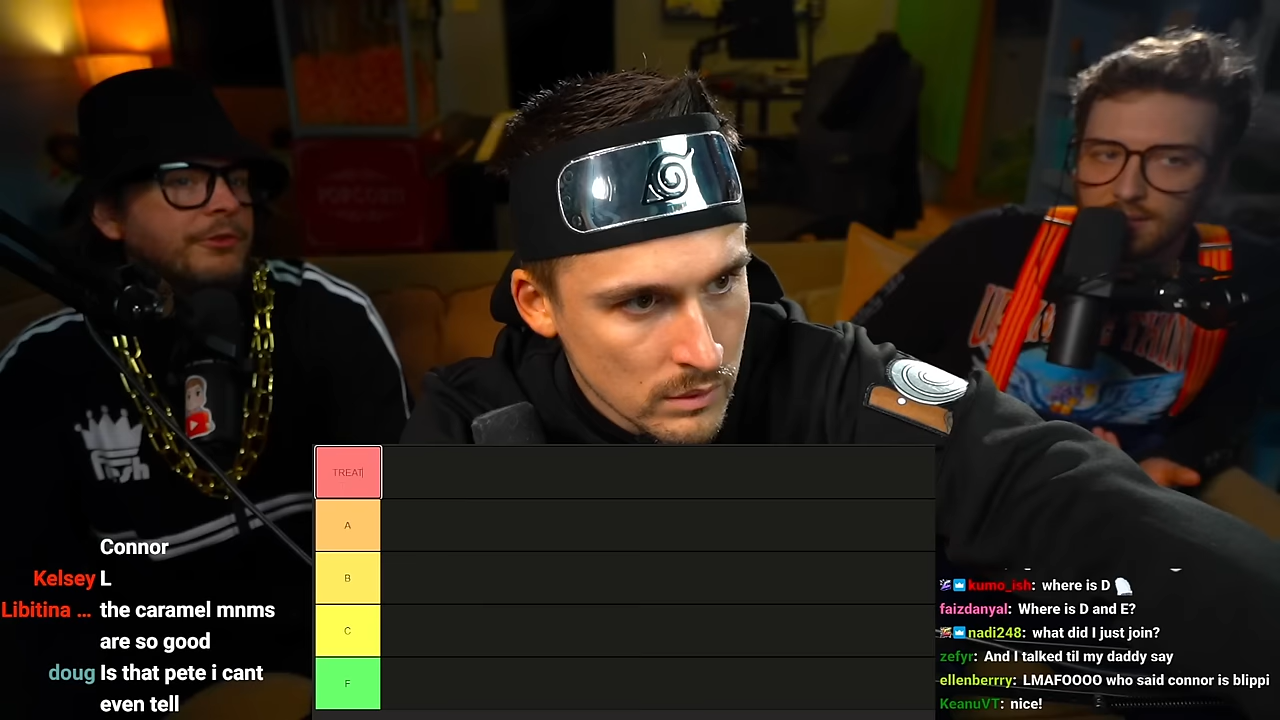 POPCORN
fresh
TREAT
A
B
C
F
Connor
Kelsey L
Libitina ... the caramel mnms
are so good
doug Is that pete i cant
even tell
kumo_ish: where is D
faizdanyal: Where is D and E?
nadi248: what did I just join?
zefyr: And I talked til my daddy say
ellenberrry: LMAFOOOO who said connor is blippi
KeanuVT: nice!